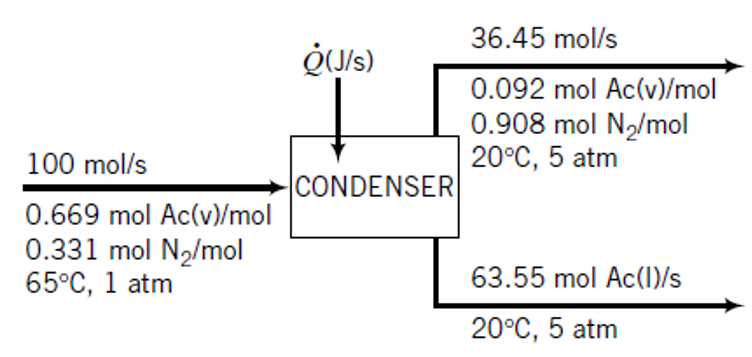 36.45 mol/s
Q̇(J/s)
0.092 mol Ac(v)/mol
0.908 mol N₂/mol
20°C, 5 atm
100 mol/s
CONDENSER
0.669 mol Ac(v)/mol
0.331 mol N₂/mol
65°C, 1 atm
63.55 mol Ac(l)/s
20°C, 5 atm